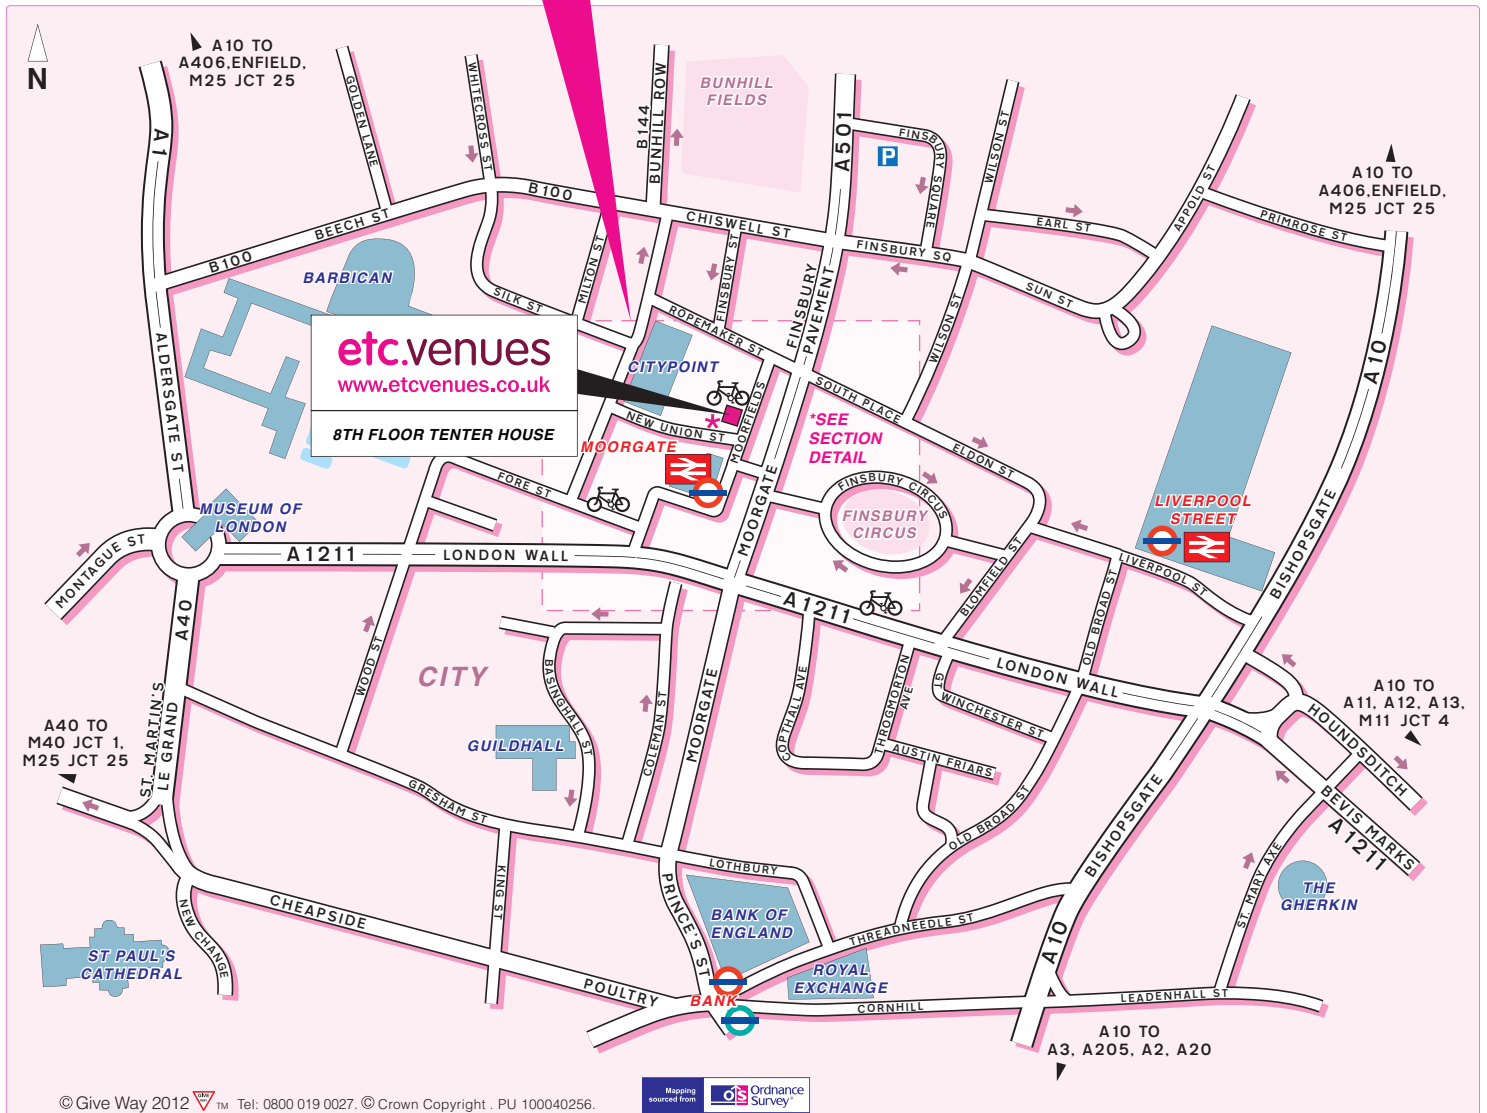 N
A10 TO
A406,ENFIELD,
M25 JCT 25
A1
GOLDEN LANE
WHITECROSS ST
B144
BUNHILL ROW
BUNHILL
FIELDS
A501
FINSBURY
SQUARE
P
WILSON ST
EARL ST
APPOLD ST
PRIMROSE ST
A10 TO
A406,ENFIELD,
M25 JCT 25
B100
BEECH ST
B100
CHISWELL ST
FINSBURY SQ
SUN ST
BARBICAN
SILK ST
MILTON ST
FINSBURY ST
ROPEMAKER ST
FINSBURY
PAVEMENT
WILSON ST
A10
ALDERSGATE ST
etc.venues
www.etcvenues.co.uk
8TH FLOOR TENTER HOUSE
CITYPOINT
*
NEW UNION ST
MOORFIELDS
SOUTH PLACE
*SEE
SECTION
DETAIL
ELDON ST
MOORGATE
FORE ST
MOORGATE
FINSBURY CIRCUS
FINSBURY
CIRCUS
LIVERPOOL
STREET
LIVERPOOL ST
BISHOPSGATE
MUSEUM OF
LONDON
MONTAGUE ST
A1211
LONDON WALL
A1211
BLOMFIELD ST
OLD BROAD ST
LONDON WALL
A40
WOOD ST
CITY
BASINGHALL ST
COLEMAN ST
MOORGATE
COPTHALL AVE
THROGMORTON
AVE
GT
WINCHESTER ST
AUSTIN FRIARS
OLD BROAD ST
A10 TO
A11, A12, A13,
M11 JCT 4
HOUNDSDITCH
BEVIS MARKS
A1211
A40 TO
M40 JCT 1,
M25 JCT 25
ST. MARTIN'S
LE GRAND
GUILDHALL
GRESHAM ST
KING ST
LOTHBURY
BISHOPSGATE
ST. MARY AXE
THE
GHERKIN
CHEAPSIDE
NEW CHANGE
ST PAUL'S
CATHEDRAL
PRINCE'S ST
BANK OF
ENGLAND
THREADNEEDLE ST
ROYAL
EXCHANGE
A10
POULTRY
BANK
CORNHILL
LEADENHALL ST
A10 TO
A3, A205, A2, A20
© Give Way 2012 GIVE WAY TM Tel: 0800 019 0027. © Crown Copyright . PU 100040256.
Mapping
sourced from
OS
Ordnance
Survey®